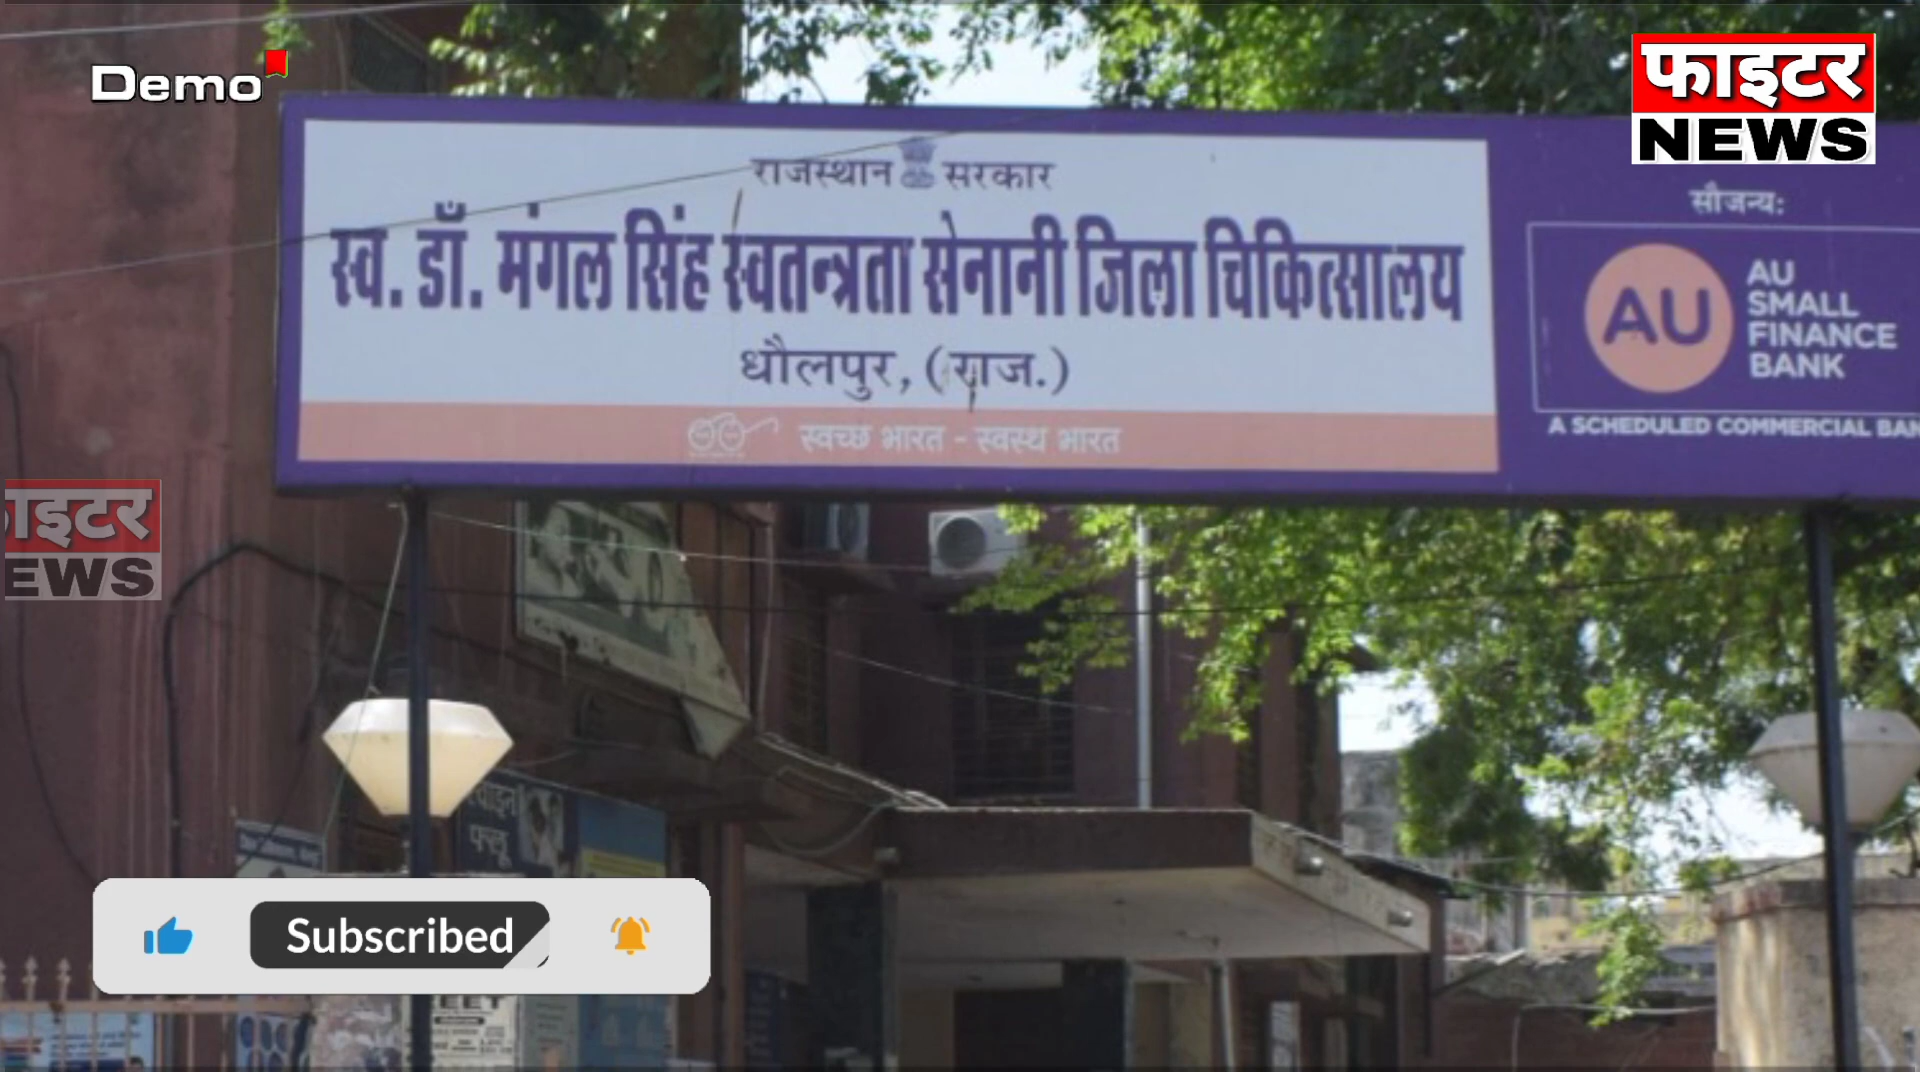 Demo
फाइटर
NEWS
राजस्थान सरकार
स्व. डॉ. मंगल सिंह स्वतन्त्रता सेनानी जिला चिकित्सालय
धौलपुर, (राज.)
स्वच्छ भारत - स्वस्थ भारत
सौजन्य:
AU
AU
SMALL
FINANCE
BANK
A SCHEDULED COMMERCIAL BAN
ाइटर
EWS
फ्लू
Subscribed